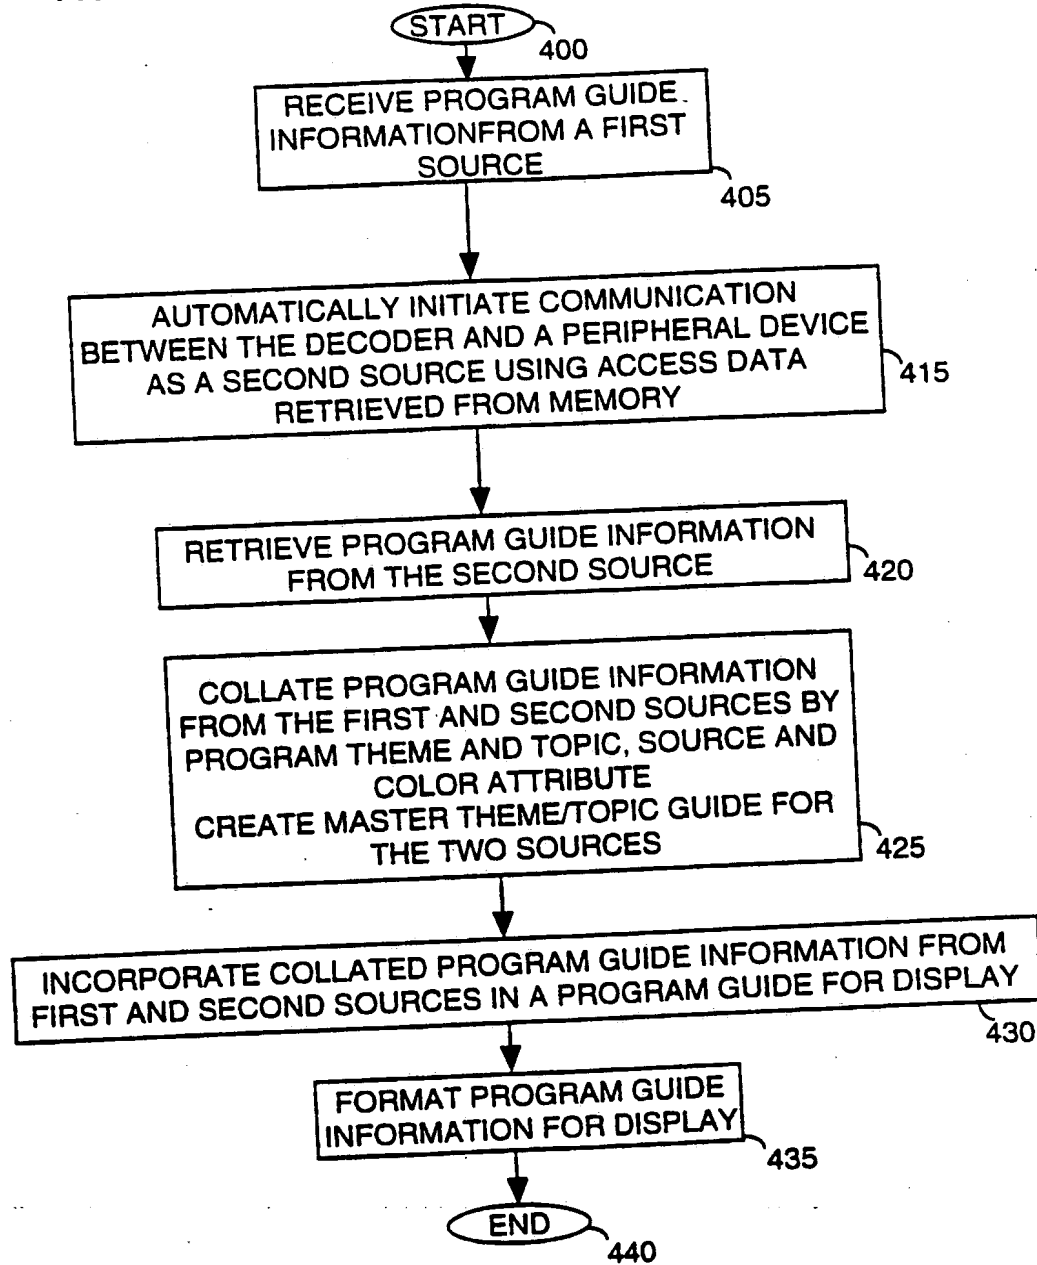 START
400
RECEIVE PROGRAM GUIDE
INFORMATIONFROM A FIRST
SOURCE
405
AUTOMATICALLY INITIATE COMMUNICATION
BETWEEN THE DECODER AND A PERIPHERAL DEVICE
AS A SECOND SOURCE USING ACCESS DATA
RETRIEVED FROM MEMORY
415
RETRIEVE PROGRAM GUIDE INFORMATION
FROM THE SECOND SOURCE
420
COLLATE PROGRAM GUIDE INFORMATION
FROM THE FIRST AND SECOND SOURCES BY
PROGRAM THEME AND TOPIC, SOURCE AND
COLOR ATTRIBUTE
CREATE MASTER THEME/TOPIC GUIDE FOR
THE TWO SOURCES
425
INCORPORATE COLLATED PROGRAM GUIDE INFORMATION FROM
FIRST AND SECOND SOURCES IN A PROGRAM GUIDE FOR DISPLAY
430
FORMAT PROGRAM GUIDE
INFORMATION FOR DISPLAY
435
END
440